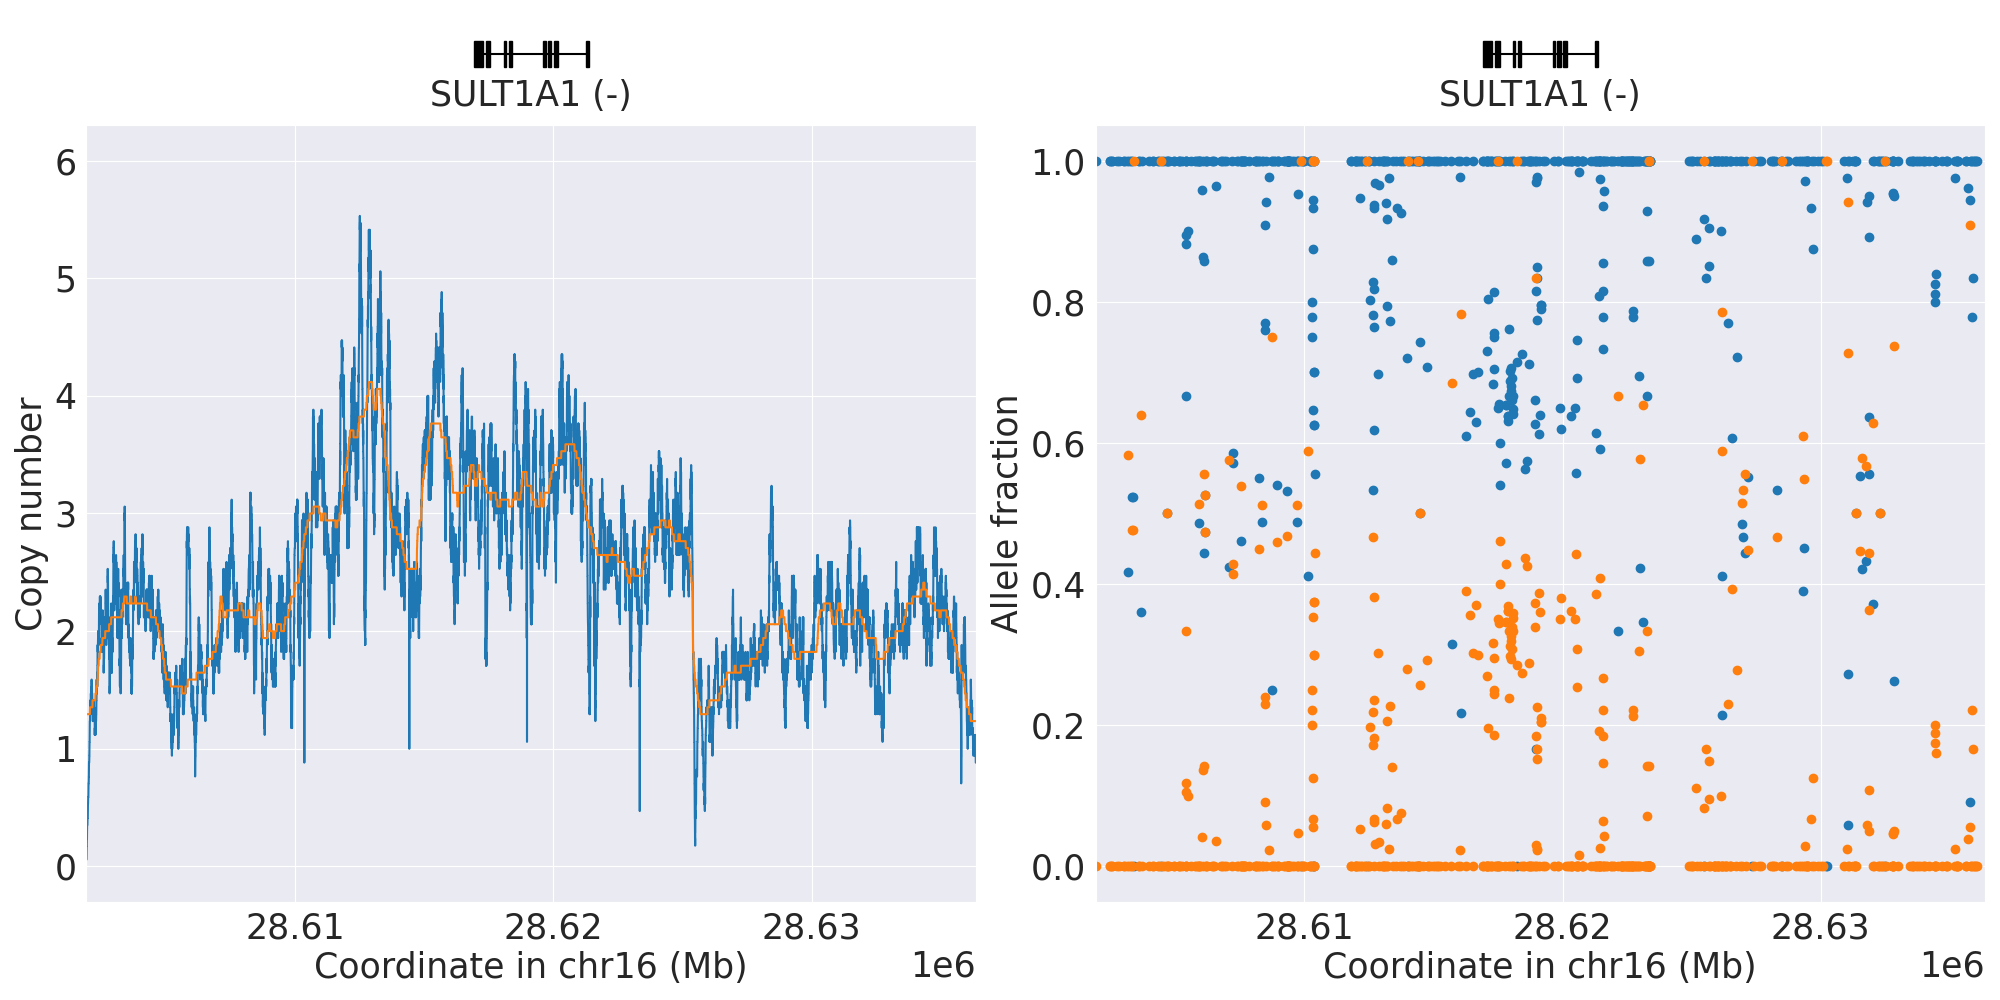 SULT1A1 (-)
6
5
4
3
2
1
0
Copy number
28.61
28.62
28.63
Coordinate in chr16 (Mb)
1e6
SULT1A1 (-)
1.0
0.8
0.6
0.4
0.2
0.0
Allele fraction
28.61
28.62
28.63
Coordinate in chr16 (Mb)
1e6